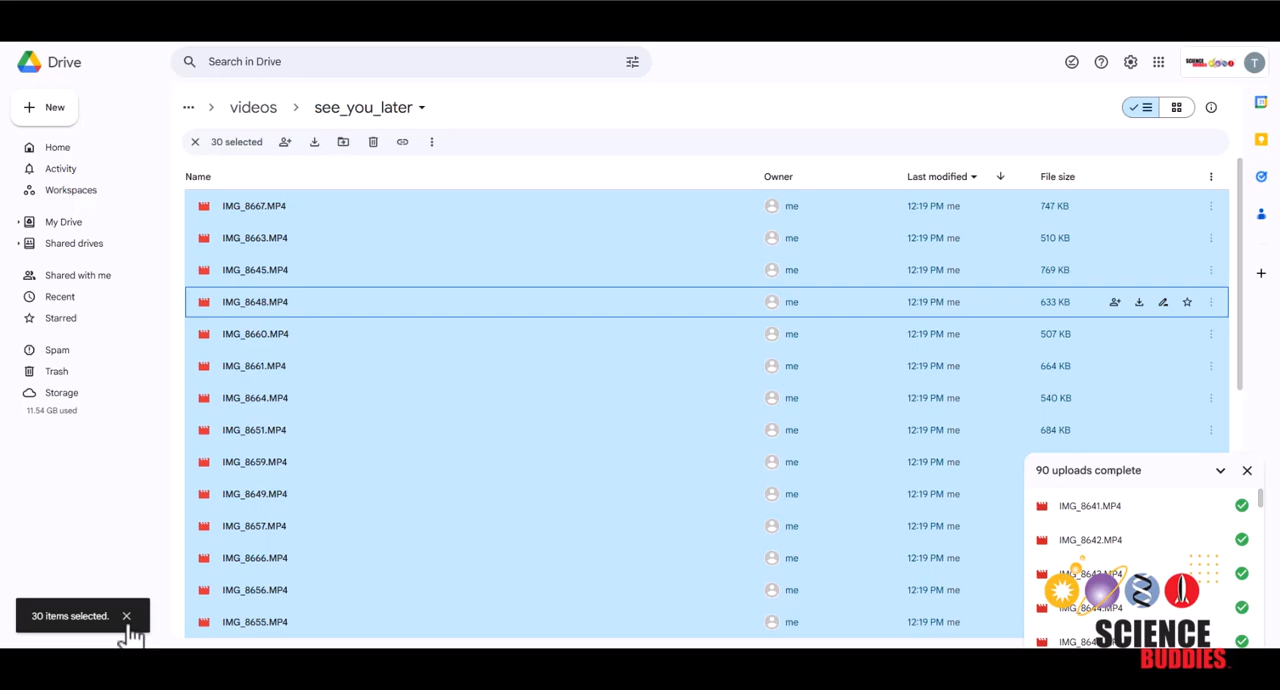 Drive
Search in Drive
SCIENCE BUDDIES
T
New
videos > see_you_later
30 selected
Name Owner Last modified File size
Home
Activity
Workspaces
My Drive
Shared drives
Shared with me
Recent
Starred
Spam
Trash
Storage
11.54 GB used
IMG_8667.MP4 me 12:19 PM me 747 KB
IMG_8663.MP4 me 12:19 PM me 510 KB
IMG_8645.MP4 me 12:19 PM me 769 KB
IMG_8648.MP4 me 12:19 PM me 633 KB
IMG_8660.MP4 me 12:19 PM me 507 KB
IMG_8661.MP4 me 12:19 PM me 664 KB
IMG_8664.MP4 me 12:19 PM me 540 KB
IMG_8651.MP4 me 12:19 PM me 684 KB
IMG_8659.MP4 me 12:19 PM me
IMG_8649.MP4 me 12:19 PM me
IMG_8657.MP4 me 12:19 PM me
IMG_8666.MP4 me 12:19 PM me
IMG_8656.MP4 me 12:19 PM me
IMG_8655.MP4 me 12:19 PM me
90 uploads complete
IMG_8641.MP4
IMG_8642.MP4
IMG_8644.MP4
30 items selected.
SCIENCE
BUDDIES